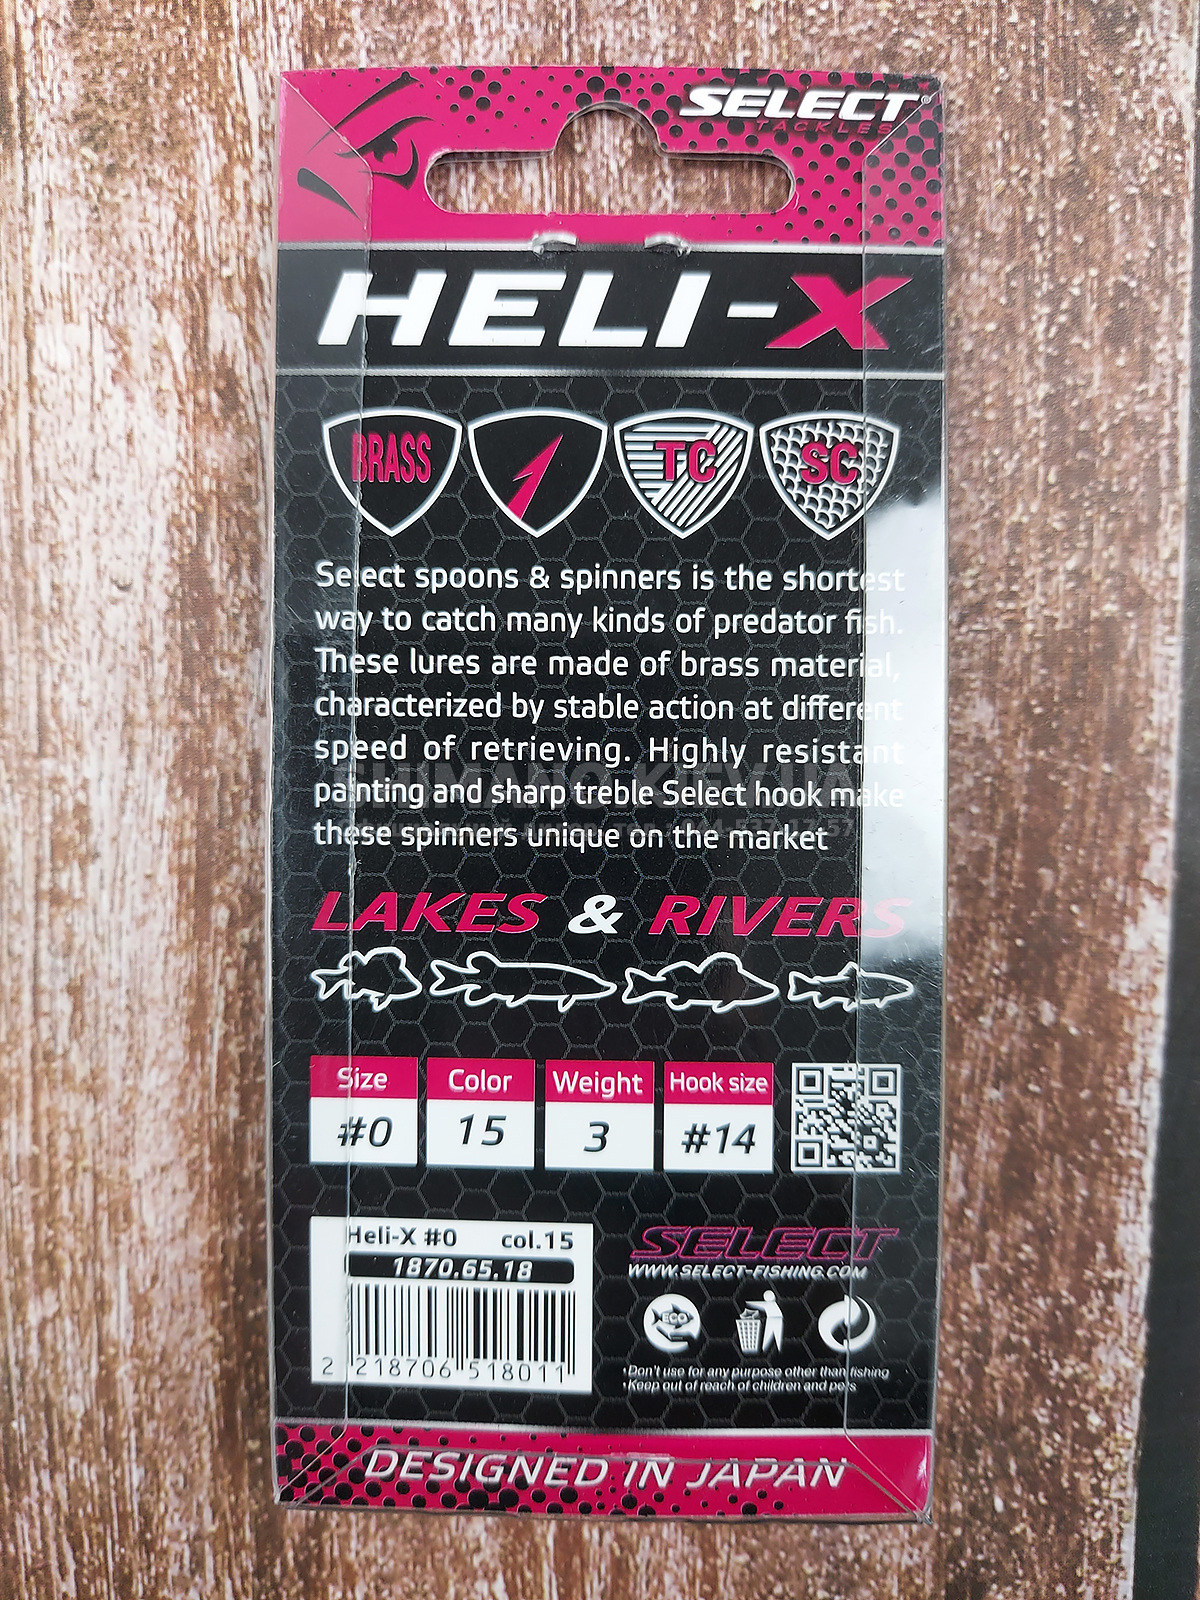 SELECT®
TACKLES
HELI-X
BRASS
TC
SC
Select spoons & spinners is the shortest
way to catch many kinds of predator fish.
These lures are made of brass material,
characterized by stable action at different
speed of retrieving. Highly resistant
painting and sharp treble Select hook make
these spinners unique on the market
SHIMANO.KIEV.UA
LAKES & RIVERS
Size Color Weight Hook size
#0 15 3 #14
Heli-X #0 col.15
1870.65.18
2 218706 518011
SELECT
WWW.SELECT-FISHING.COM
ECO
•Don't use for any purpose other than fishing
•Keep out of reach of children and pets
DESIGNED IN JAPAN